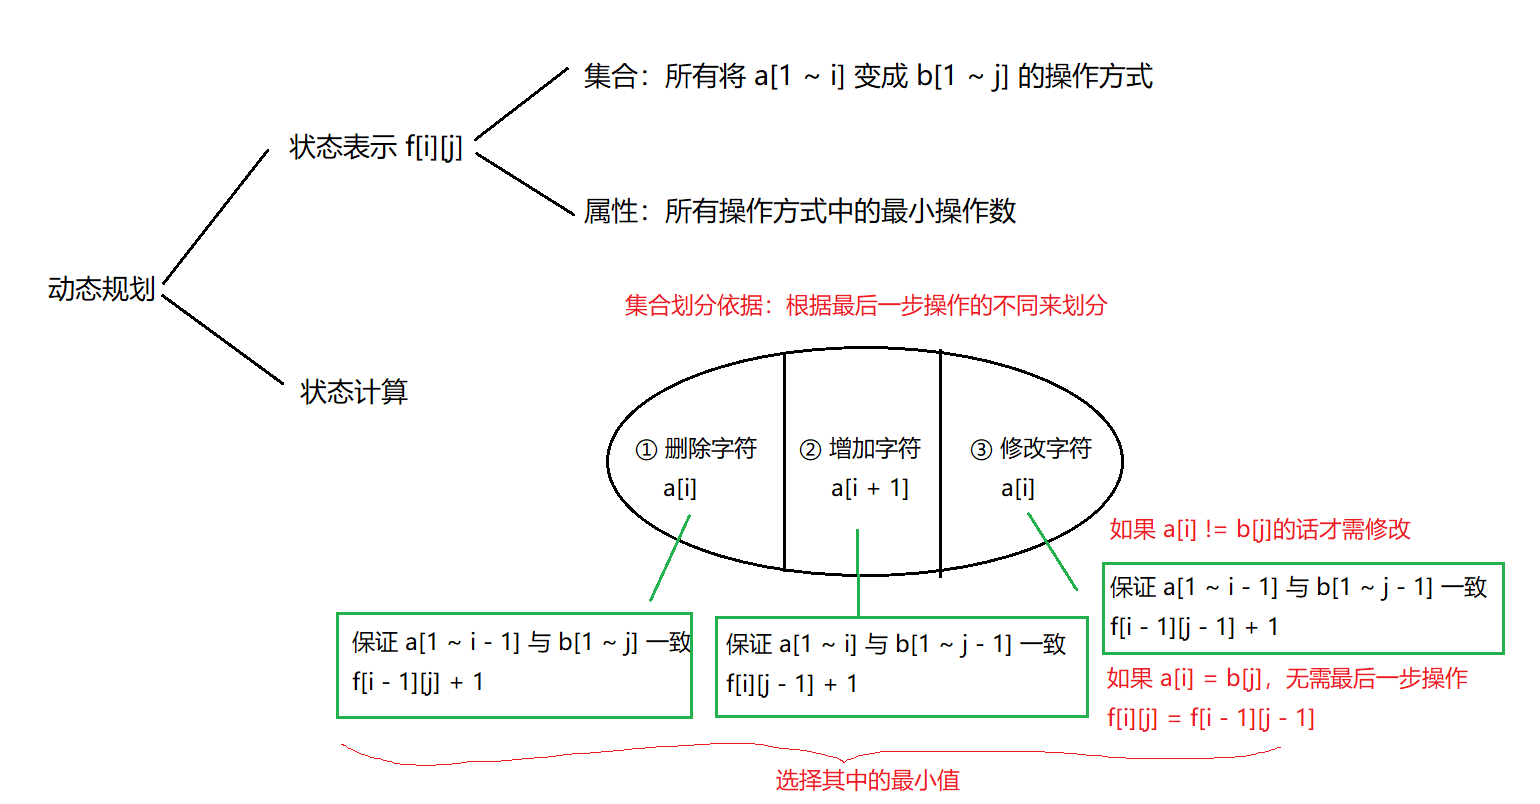 集合：所有将 a[1 ~ i] 变成 b[1 ~ j] 的操作方式
状态表示 f[i][j]
属性：所有操作方式中的最小操作数
动态规划
集合划分依据：根据最后一步操作的不同来划分
状态计算
① 删除字符
a[i]
② 增加字符
a[i + 1]
③ 修改字符
a[i]
如果 a[i] != b[j]的话才需修改
保证 a[1 ~ i - 1] 与 b[1 ~ j] 一致
f[i - 1][j] + 1
保证 a[1 ~ i] 与 b[1 ~ j - 1] 一致
f[i][j - 1] + 1
保证 a[1 ~ i - 1] 与 b[1 ~ j - 1] 一致
f[i - 1][j - 1] + 1
如果 a[i] = b[j]，无需最后一步操作
f[i][j] = f[i - 1][j - 1]
选择其中的最小值